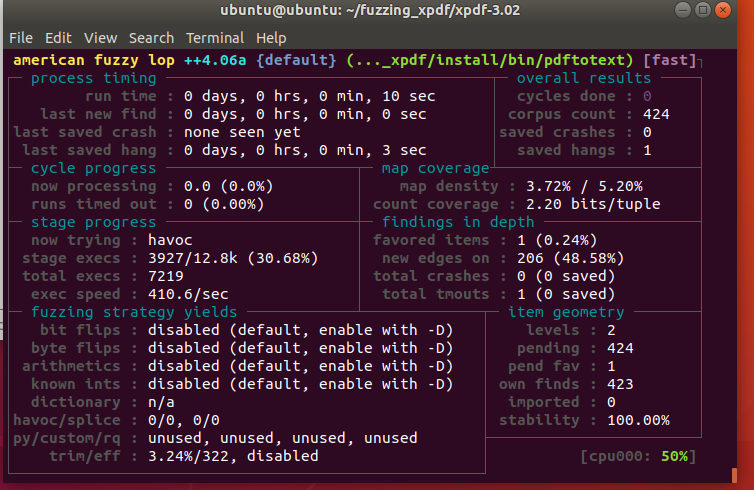 ubuntu@ubuntu: ~/fuzzing_xpdf/xpdf-3.02
File Edit View Search Terminal Help
american fuzzy lop ++4.06a {default} (..._xpdf/install/bin/pdftotext) [fast]
process timing overall results
run time : 0 days, 0 hrs, 0 min, 10 sec cycles done : 0
last new find : 0 days, 0 hrs, 0 min, 0 sec corpus count : 424
last saved crash : none seen yet saved crashes : 0
last saved hang : 0 days, 0 hrs, 0 min, 3 sec saved hangs : 1
cycle progress map coverage
now processing : 0.0 (0.0%) map density : 3.72% / 5.20%
runs timed out : 0 (0.00%) count coverage : 2.20 bits/tuple
stage progress findings in depth
now trying : havoc favored items : 1 (0.24%)
stage execs : 3927/12.8k (30.68%) new edges on : 206 (48.58%)
total execs : 7219 total crashes : 0 (0 saved)
exec speed : 410.6/sec total tmouts : 1 (0 saved)
fuzzing strategy yields item geometry
bit flips : disabled (default, enable with -D) levels : 2
byte flips : disabled (default, enable with -D) pending : 424
arithmetics : disabled (default, enable with -D) pend fav : 1
known ints : disabled (default, enable with -D) own finds : 423
dictionary : n/a imported : 0
havoc/splice : 0/0, 0/0 stability : 100.00%
py/custom/rq : unused, unused, unused, unused
trim/eff : 3.24%/322, disabled [cpu000: 50%]